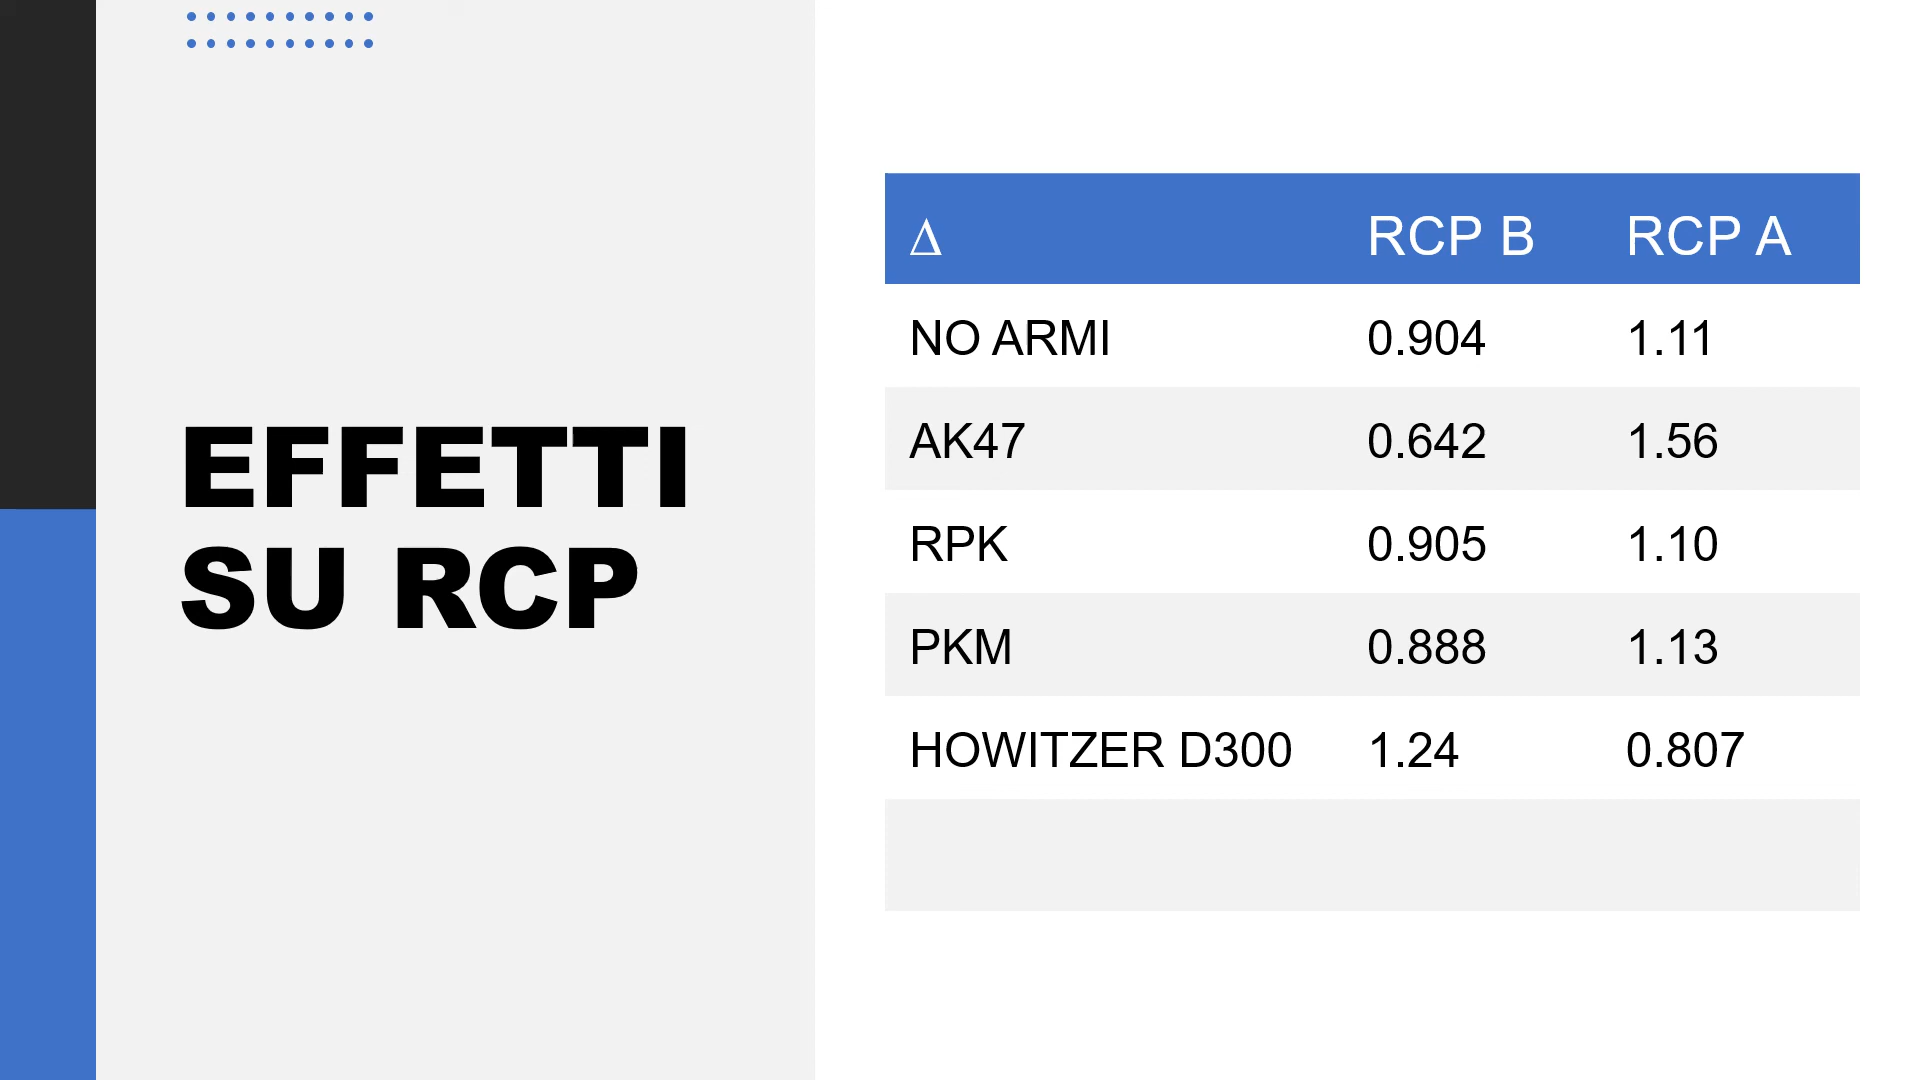 EFFETTI
SU RCP
Δ RCP B RCP A
NO ARMI 0.904 1.11
AK47 0.642 1.56
RPK 0.905 1.10
PKM 0.888 1.13
HOWITZER D300 1.24 0.807